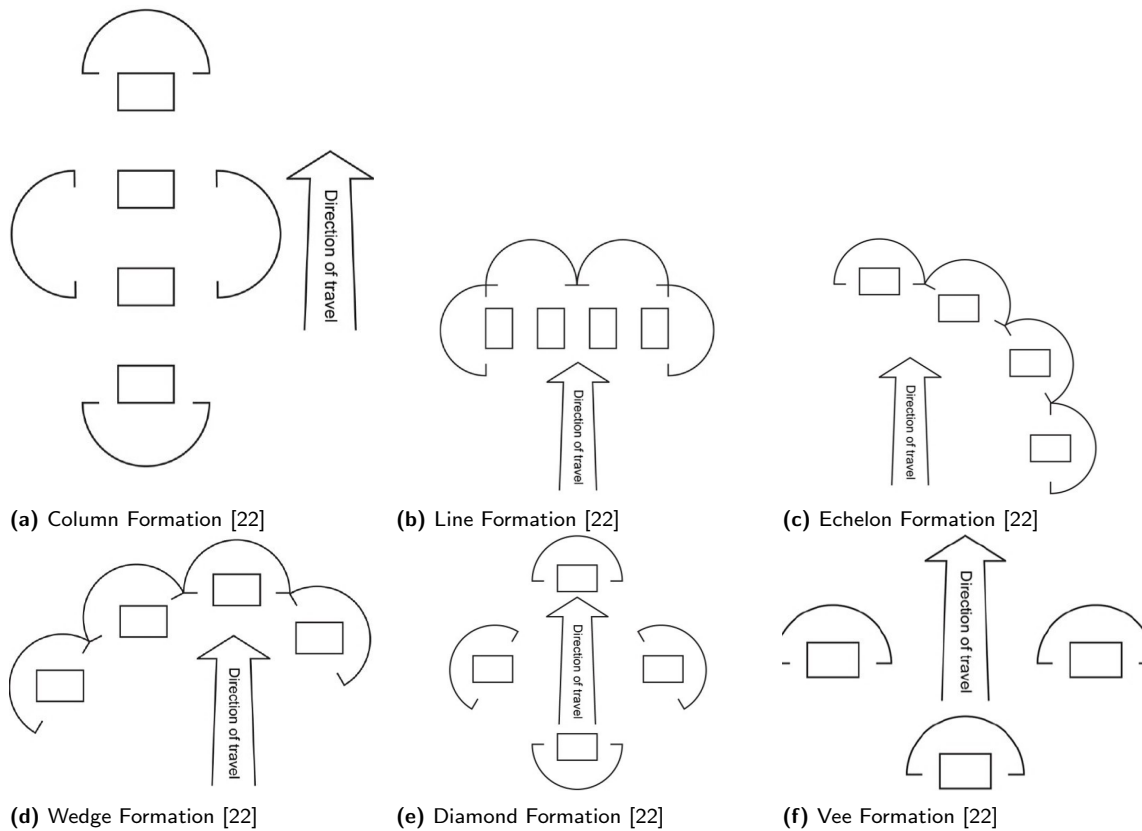 Direction of travel
Direction of travel
Direction of travel
(a) Column Formation [22]
(b) Line Formation [22]
(c) Echelon Formation [22]
Direction of travel
Direction of travel
Direction of travel
(d) Wedge Formation [22]
(e) Diamond Formation [22]
(f) Vee Formation [22]